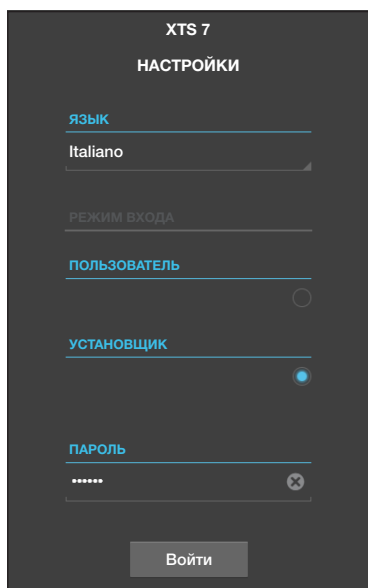 XTS 7
НАСТРОЙКИ
ЯЗЫК
Italiano
РЕЖИМ ВХОДА
ПОЛЬЗОВАТЕЛЬ
УСТАНОВЩИК
ПАРОЛЬ
••••••
Войти